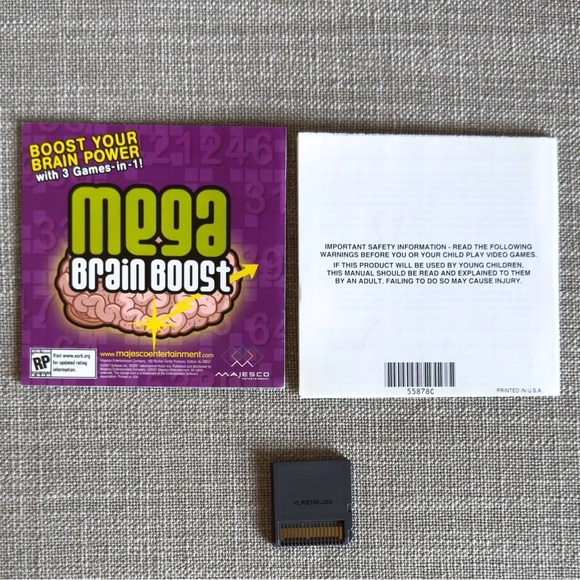 BOOST YOUR
BRAIN POWER
with 3 Games-in-1!
mega
Brain Boost
RP
Visit www.esrb.org
for updated rating
information.
www.majescoentertainment.com
MAJESCO
ENTERTAINMENT
IMPORTANT SAFETY INFORMATION - READ THE FOLLOWING
WARNINGS BEFORE YOU OR YOUR CHILD PLAY VIDEO GAMES.
IF THIS PRODUCT WILL BE USED BY YOUNG CHILDREN,
THIS MANUAL SHOULD BE READ AND EXPLAINED TO THEM
BY AN ADULT. FAILING TO DO SO MAY CAUSE INJURY.
55878C
PRINTED IN U.S.A.